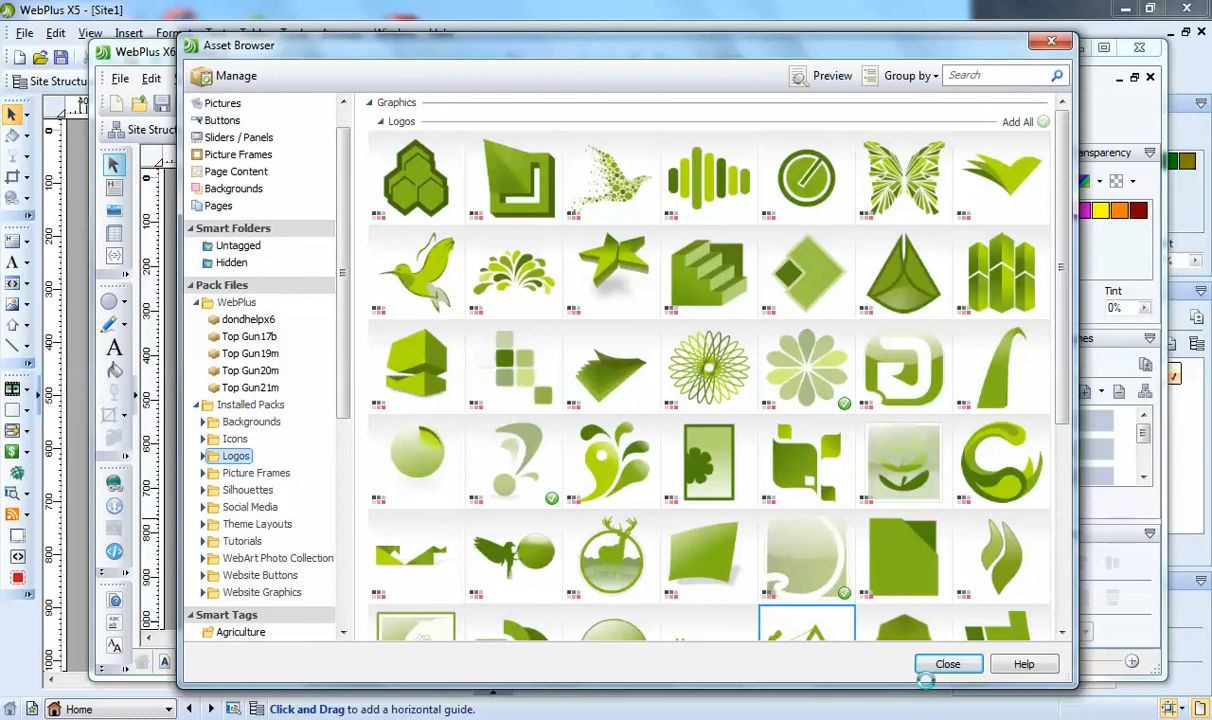 WebPlus X5 - [Site1]
File Edit View Insert
WebPlus X6
Asset Browser
Manage
Preview Group by Search
Site Structu
File Edit
Site Struct
Pictures
Buttons
Sliders / Panels
Picture Frames
Page Content
Backgrounds
Pages
Smart Folders
Untagged
Hidden
Pack Files
WebPlus
dondhelpx6
Top Gun17b
Top Gun19m
Top Gun20m
Top Gun21m
Installed Packs
Backgrounds
Icons
Logos
Picture Frames
Silhouettes
Social Media
Theme Layouts
Tutorials
WebArt Photo Collection
Website Buttons
Website Graphics
Smart Tags
Agriculture
Graphics
Logos Add All
Close Help
ransparency
Tint
0%
Home
Click and Drag to add a horizontal guide.